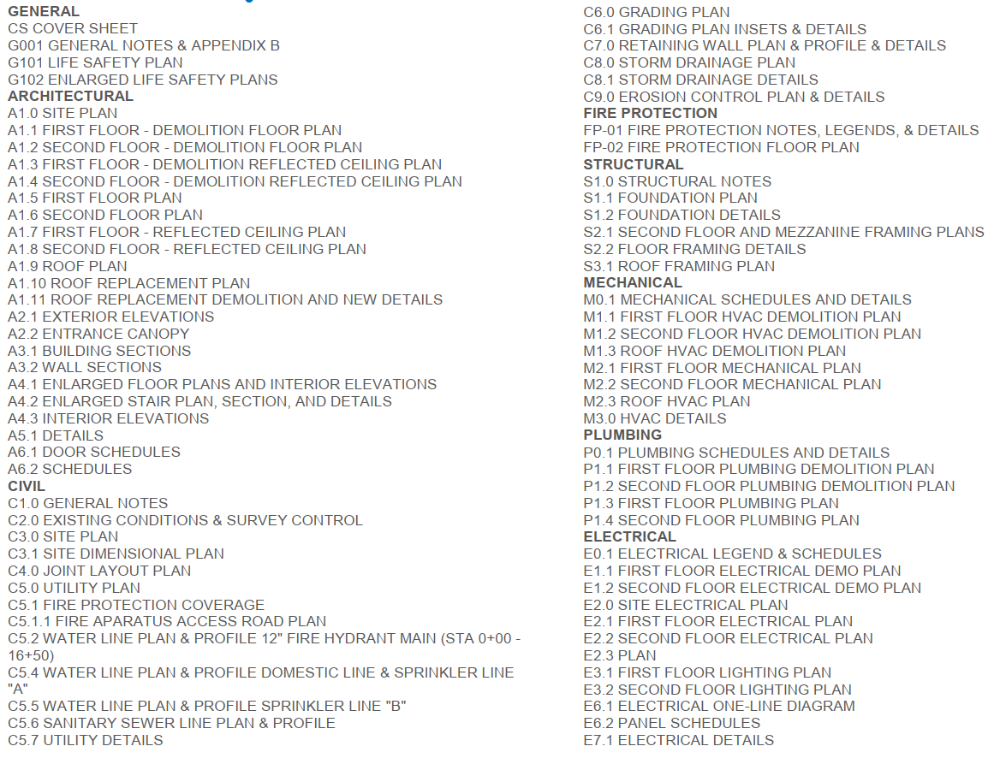 GENERAL
CS COVER SHEET
G001 GENERAL NOTES & APPENDIX B
G101 LIFE SAFETY PLAN
G102 ENLARGED LIFE SAFETY PLANS
ARCHITECTURAL
A1.0 SITE PLAN
A1.1 FIRST FLOOR - DEMOLITION FLOOR PLAN
A1.2 SECOND FLOOR - DEMOLITION FLOOR PLAN
A1.3 FIRST FLOOR - DEMOLITION REFLECTED CEILING PLAN
A1.4 SECOND FLOOR - DEMOLITION REFLECTED CEILING PLAN
A1.5 FIRST FLOOR PLAN
A1.6 SECOND FLOOR PLAN
A1.7 FIRST FLOOR - REFLECTED CEILING PLAN
A1.8 SECOND FLOOR - REFLECTED CEILING PLAN
A1.9 ROOF PLAN
A1.10 ROOF REPLACEMENT PLAN
A1.11 ROOF REPLACEMENT DEMOLITION AND NEW DETAILS
A2.1 EXTERIOR ELEVATIONS
A2.2 ENTRANCE CANOPY
A3.1 BUILDING SECTIONS
A3.2 WALL SECTIONS
A4.1 ENLARGED FLOOR PLANS AND INTERIOR ELEVATIONS
A4.2 ENLARGED STAIR PLAN, SECTION, AND DETAILS
A4.3 INTERIOR ELEVATIONS
A5.1 DETAILS
A6.1 DOOR SCHEDULES
A6.2 SCHEDULES
CIVIL
C1.0 GENERAL NOTES
C2.0 EXISTING CONDITIONS & SURVEY CONTROL
C3.0 SITE PLAN
C3.1 SITE DIMENSIONAL PLAN
C4.0 JOINT LAYOUT PLAN
C5.0 UTILITY PLAN
C5.1 FIRE PROTECTION COVERAGE
C5.1.1 FIRE APARATUS ACCESS ROAD PLAN
C5.2 WATER LINE PLAN & PROFILE 12" FIRE HYDRANT MAIN (STA 0+00 -
16+50)
C5.4 WATER LINE PLAN & PROFILE DOMESTIC LINE & SPRINKLER LINE
"A"
C5.5 WATER LINE PLAN & PROFILE SPRINKLER LINE "B"
C5.6 SANITARY SEWER LINE PLAN & PROFILE
C5.7 UTILITY DETAILS
C6.0 GRADING PLAN
C6.1 GRADING PLAN INSETS & DETAILS
C7.0 RETAINING WALL PLAN & PROFILE & DETAILS
C8.0 STORM DRAINAGE PLAN
C8.1 STORM DRAINAGE DETAILS
C9.0 EROSION CONTROL PLAN & DETAILS
FIRE PROTECTION
FP-01 FIRE PROTECTION NOTES, LEGENDS, & DETAILS
FP-02 FIRE PROTECTION FLOOR PLAN
STRUCTURAL
S1.0 STRUCTURAL NOTES
S1.1 FOUNDATION PLAN
S1.2 FOUNDATION DETAILS
S2.1 SECOND FLOOR AND MEZZANINE FRAMING PLANS
S2.2 FLOOR FRAMING DETAILS
S3.1 ROOF FRAMING PLAN
MECHANICAL
M0.1 MECHANICAL SCHEDULES AND DETAILS
M1.1 FIRST FLOOR HVAC DEMOLITION PLAN
M1.2 SECOND FLOOR HVAC DEMOLITION PLAN
M1.3 ROOF HVAC DEMOLITION PLAN
M2.1 FIRST FLOOR MECHANICAL PLAN
M2.2 SECOND FLOOR MECHANICAL PLAN
M2.3 ROOF HVAC PLAN
M3.0 HVAC DETAILS
PLUMBING
P0.1 PLUMBING SCHEDULES AND DETAILS
P1.1 FIRST FLOOR PLUMBING DEMOLITION PLAN
P1.2 SECOND FLOOR PLUMBING DEMOLITION PLAN
P1.3 FIRST FLOOR PLUMBING PLAN
P1.4 SECOND FLOOR PLUMBING PLAN
ELECTRICAL
E0.1 ELECTRICAL LEGEND & SCHEDULES
E1.1 FIRST FLOOR ELECTRICAL DEMO PLAN
E1.2 SECOND FLOOR ELECTRICAL DEMO PLAN
E2.0 SITE ELECTRICAL PLAN
E2.1 FIRST FLOOR ELECTRICAL PLAN
E2.2 SECOND FLOOR ELECTRICAL PLAN
E2.3 PLAN
E3.1 FIRST FLOOR LIGHTING PLAN
E3.2 SECOND FLOOR LIGHTING PLAN
E6.1 ELECTRICAL ONE-LINE DIAGRAM
E6.2 PANEL SCHEDULES
E7.1 ELECTRICAL DETAILS